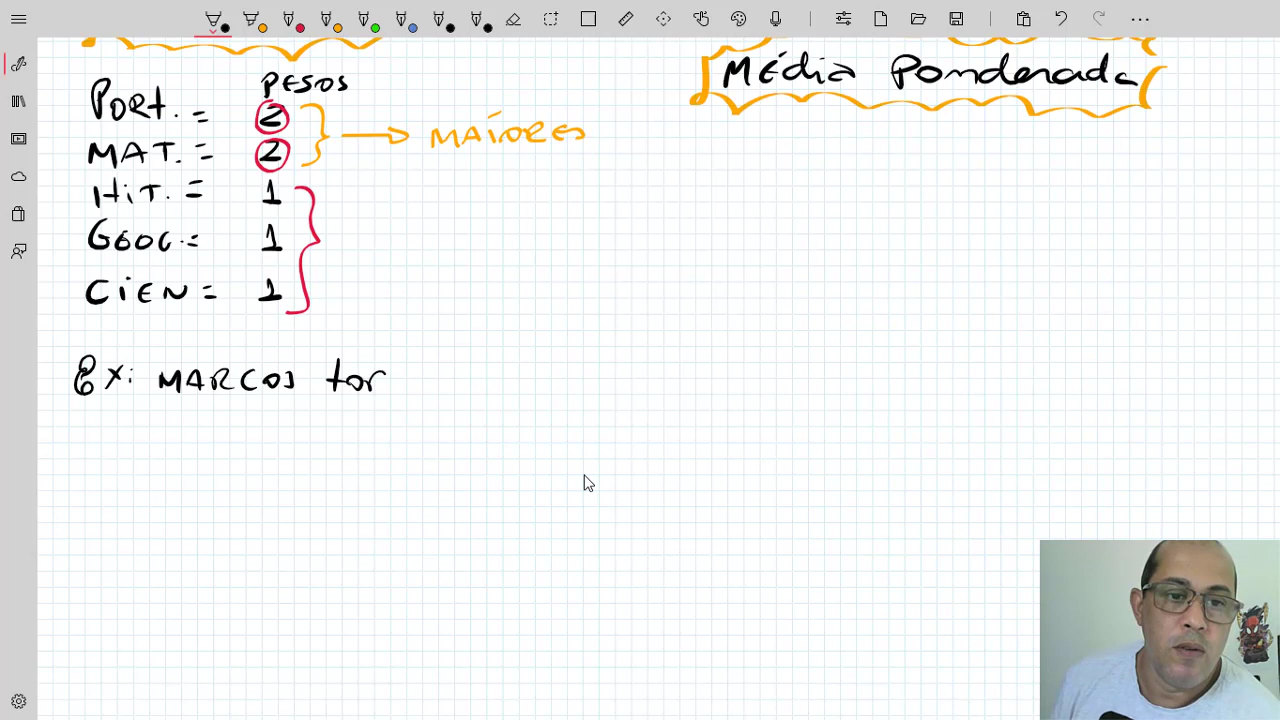 PESOS
Média Ponderada
Port. = 2
MAT. = 2
→ MAIORES
HiT. = 1
GEOG. = 1
CiEN = 1
Ex: MARCOS tor